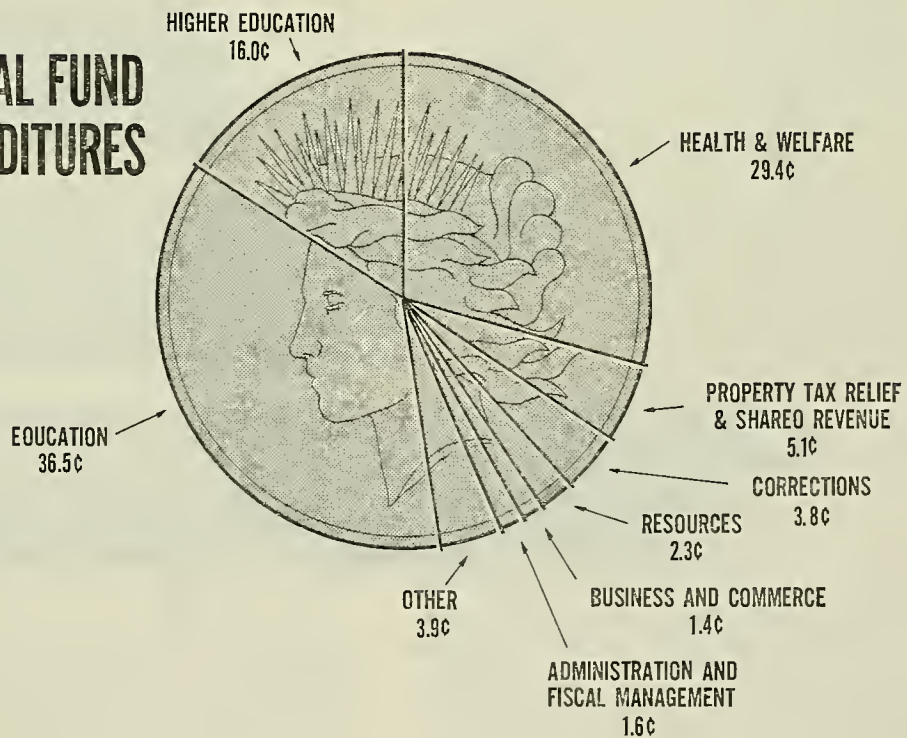 AL FUND
DITURES
HIGHER EDUCATION
16.0¢
HEALTH & WELFARE
29.4¢
PROPERTY TAX RELIEF
& SHAREO REVENUE
5.1¢
CORRECTIONS
3.8¢
RESOURCES
2.3¢
BUSINESS AND COMMERCE
1.4¢
ADMINISTRATION AND
FISCAL MANAGEMENT
1.6¢
OTHER
3.9¢
EOUCATION
36.5¢